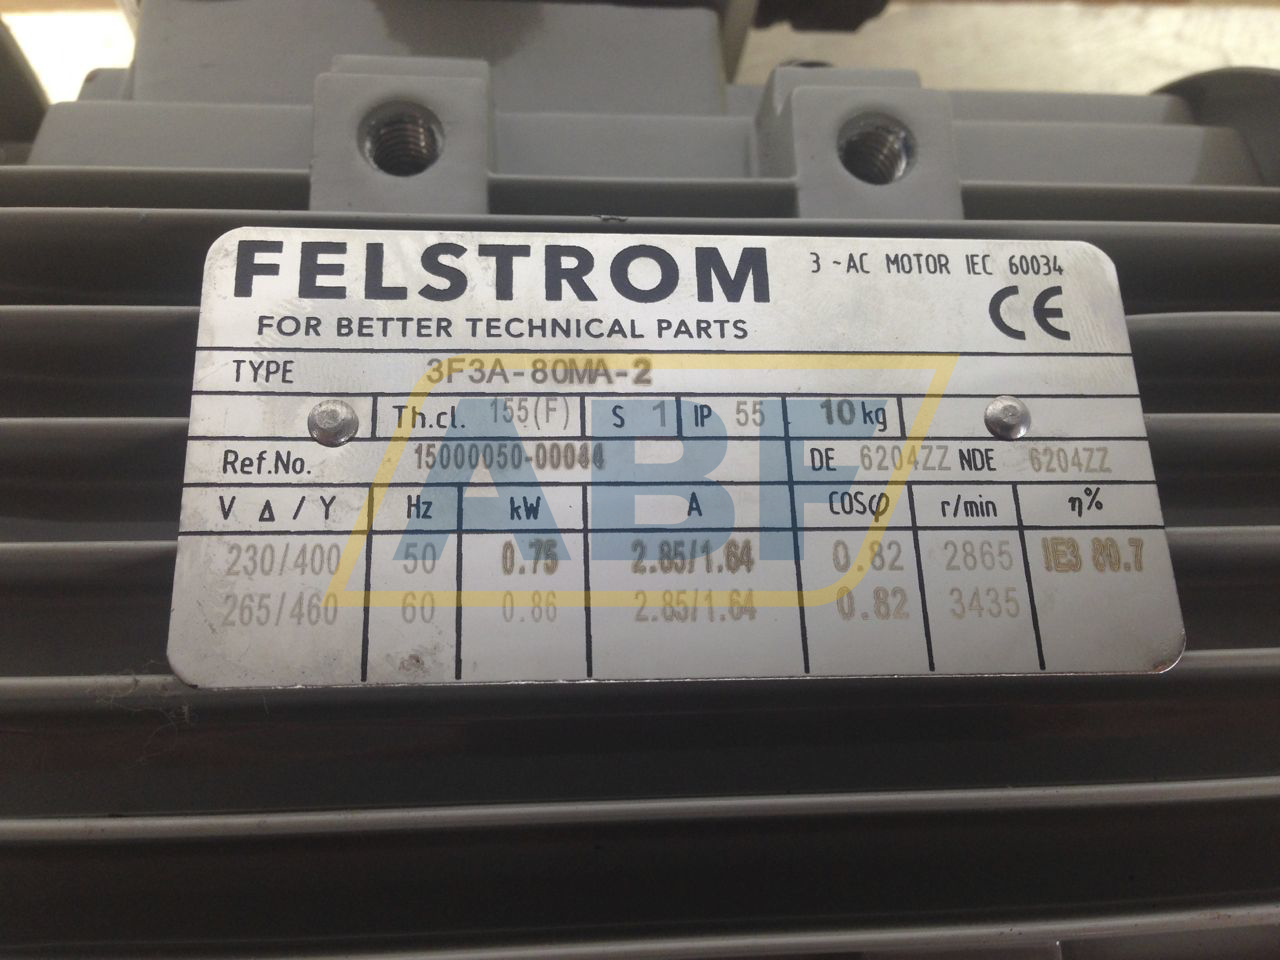 FELSTROM
3 ~AC MOTOR IEC 60034
FOR BETTER TECHNICAL PARTS
CE
TYPE 3F3A-80MA-2
Th.cl. 155(F) S 1 IP 55 10 kg
Ref.No. 15000050-00044 DE 6204ZZ NDE 6204ZZ
V Δ / Y Hz kW A COSφ r/min η%
230/400 50 0.75 2.85/1.64 0.82 2865 IE3 80.7
265/460 60 0.86 2.85/1.64 0.82 3435
ABF